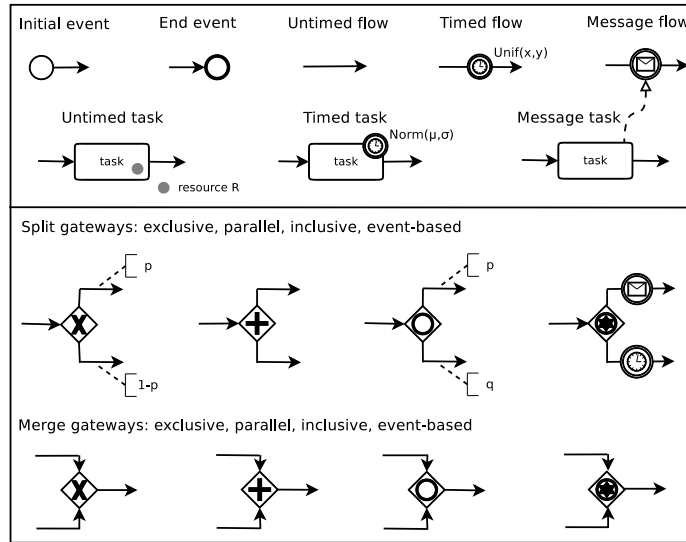 Initial event
End event
Untimed flow
Timed flow
Message flow
Unif(x,y)
Untimed task
Timed task
Message task
Norm(μ,σ)
task
task
task
resource R
Split gateways: exclusive, parallel, inclusive, event-based
p
p
1-p
q
Merge gateways: exclusive, parallel, inclusive, event-based